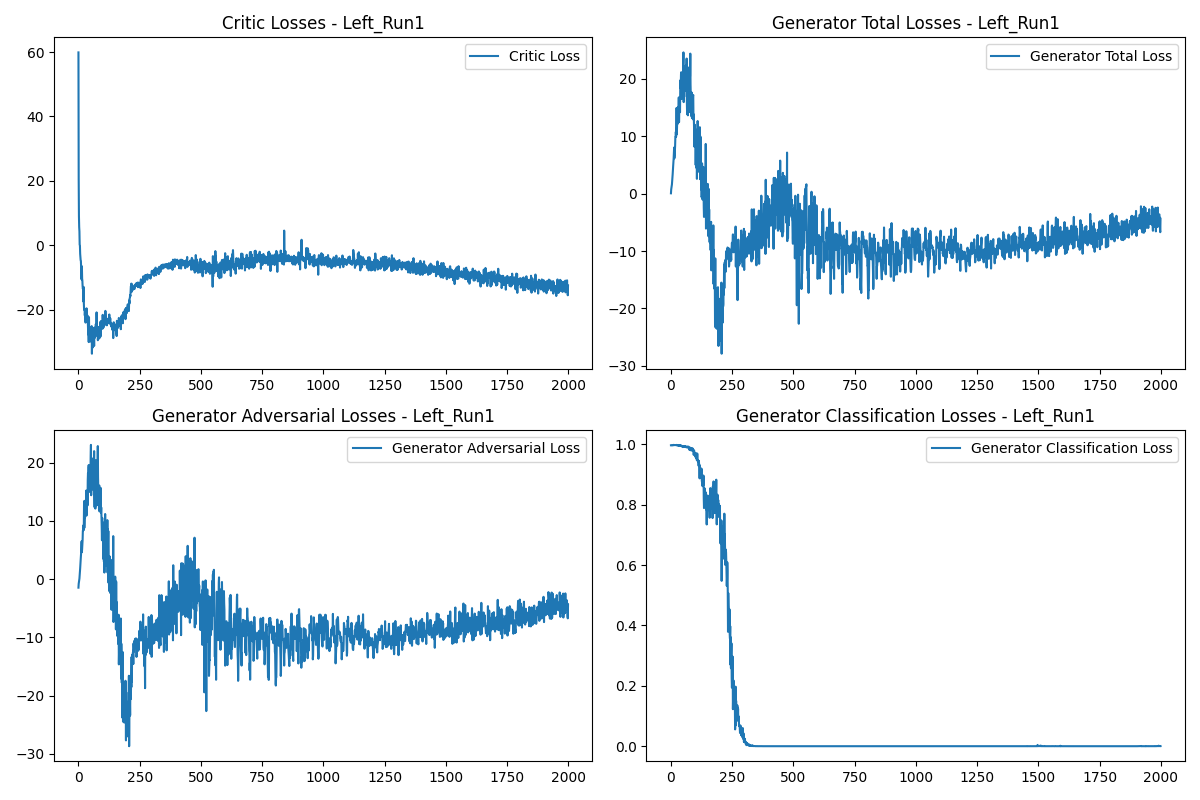 Critic Losses - Left_Run1
Critic Loss
60
40
20
0
−20
0 250 500 750 1000 1250 1500 1750 2000
Generator Total Losses - Left_Run1
Generator Total Loss
20
10
0
−10
−20
−30
0 250 500 750 1000 1250 1500 1750 2000
Generator Adversarial Losses - Left_Run1
Generator Adversarial Loss
20
10
0
−10
−20
−30
0 250 500 750 1000 1250 1500 1750 2000
Generator Classification Losses - Left_Run1
Generator Classification Loss
1.0
0.8
0.6
0.4
0.2
0.0
0 250 500 750 1000 1250 1500 1750 2000